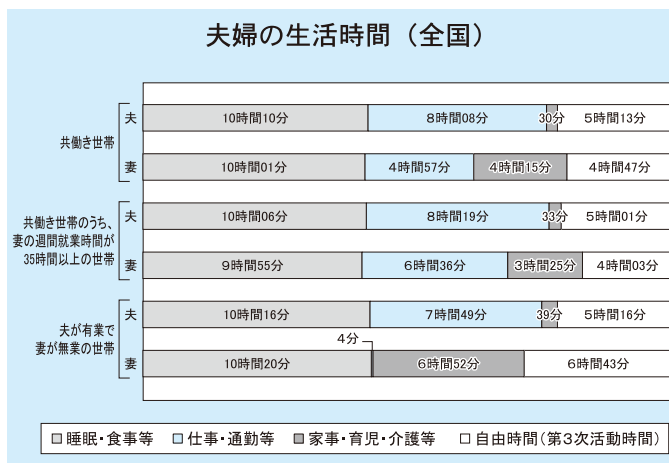 夫婦の生活時間(全国)
共働き世帯
夫
10時間10分 8時間08分 30分 5時間13分
妻
10時間01分 4時間57分 4時間15分 4時間47分
共働き世帯のうち、
妻の週間就業時間が
35時間以上の世帯
夫
10時間06分 8時間19分 33分 5時間01分
妻
9時間55分 6時間36分 3時間25分 4時間03分
夫が有業で
妻が無業の世帯
夫
10時間16分 7時間49分 39分 5時間16分
妻
10時間20分 4分 6時間52分 6時間43分
睡眠・食事等 仕事・通勤等 家事・育児・介護等 自由時間(第3次活動時間)